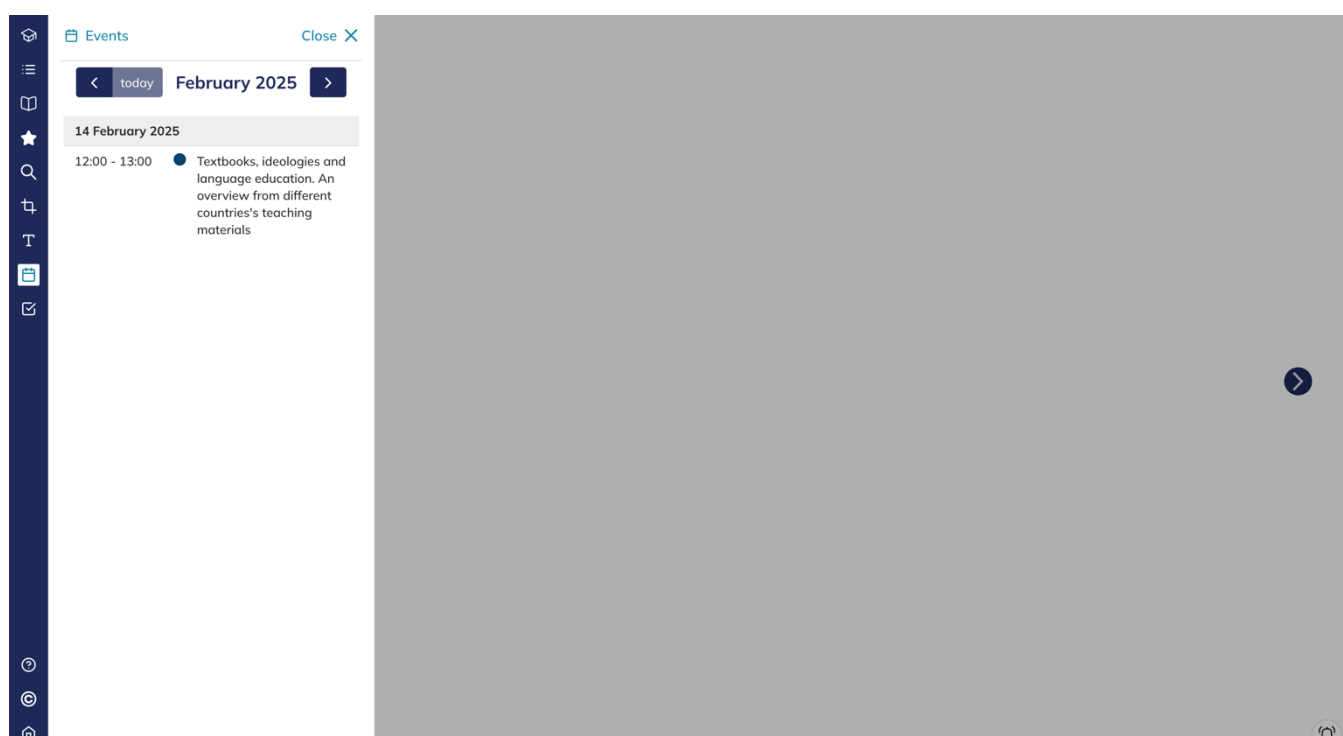 Events
Close
today
February 2025
14 February 2025
12:00 - 13:00
Textbooks, ideologies and
language education. An
overview from different
countries's teaching
materials